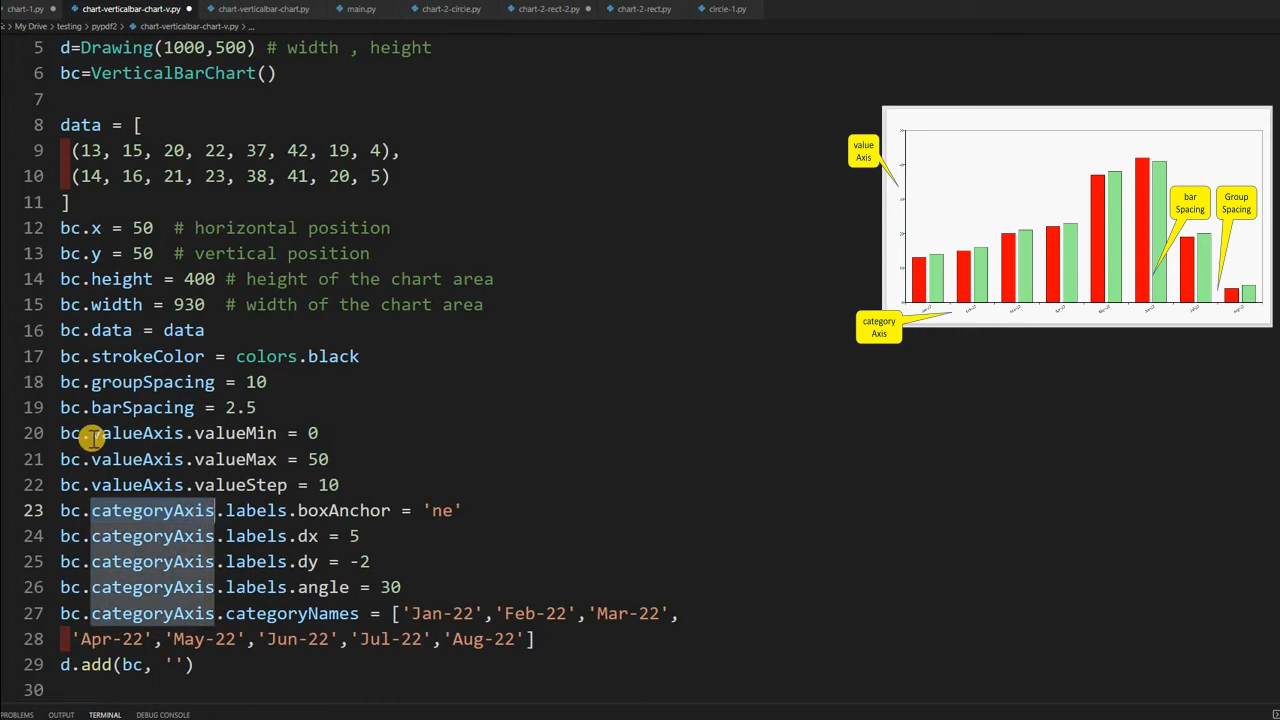 chart-1.py chart-verticalbar-chart-v.py chart-verticalbar-chart.py main.py chart-2-circle.py chart-2-rect-2.py chart-2-rect.py circle-1.py
My Drive > testing > pypdf2 > chart-verticalbar-chart-v.py > ...
5 d=Drawing(1000,500) # width , height
6 bc=VerticalBarChart()
7
8 data = [
9 (13, 15, 20, 22, 37, 42, 19, 4),
10 (14, 16, 21, 23, 38, 41, 20, 5)
11 ]
12 bc.x = 50 # horizontal position
13 bc.y = 50 # vertical position
14 bc.height = 400 # height of the chart area
15 bc.width = 930 # width of the chart area
16 bc.data = data
17 bc.strokeColor = colors.black
18 bc.groupSpacing = 10
19 bc.barSpacing = 2.5
20 bc.valueAxis.valueMin = 0
21 bc.valueAxis.valueMax = 50
22 bc.valueAxis.valueStep = 10
23 bc.categoryAxis.labels.boxAnchor = 'ne'
24 bc.categoryAxis.labels.dx = 5
25 bc.categoryAxis.labels.dy = -2
26 bc.categoryAxis.labels.angle = 30
27 bc.categoryAxis.categoryNames = ['Jan-22','Feb-22','Mar-22',
28 'Apr-22','May-22','Jun-22','Jul-22','Aug-22']
29 d.add(bc, '')
30
value
Axis
bar
Spacing
Group
Spacing
category
Axis
PROBLEMS OUTPUT TERMINAL DEBUG CONSOLE